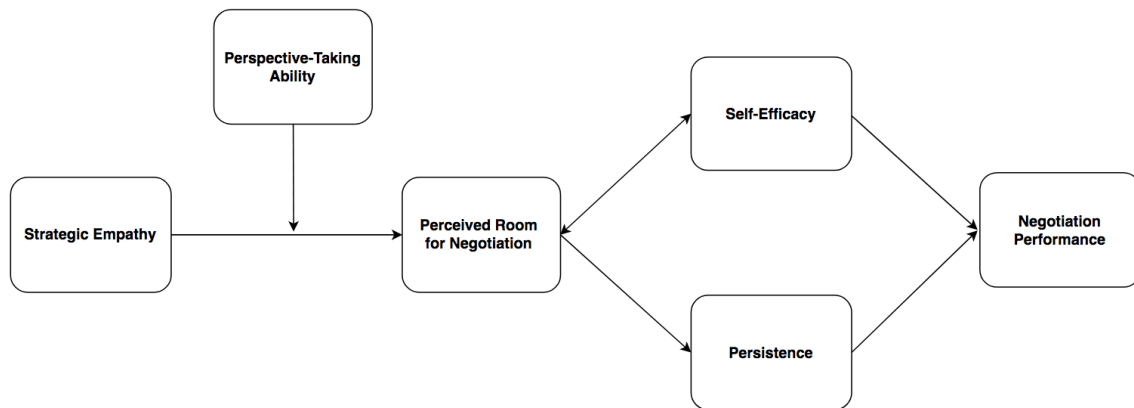 Perspective-Taking
Ability
Self-Efficacy
Strategic Empathy
Perceived Room
for Negotiation
Negotiation
Performance
Persistence